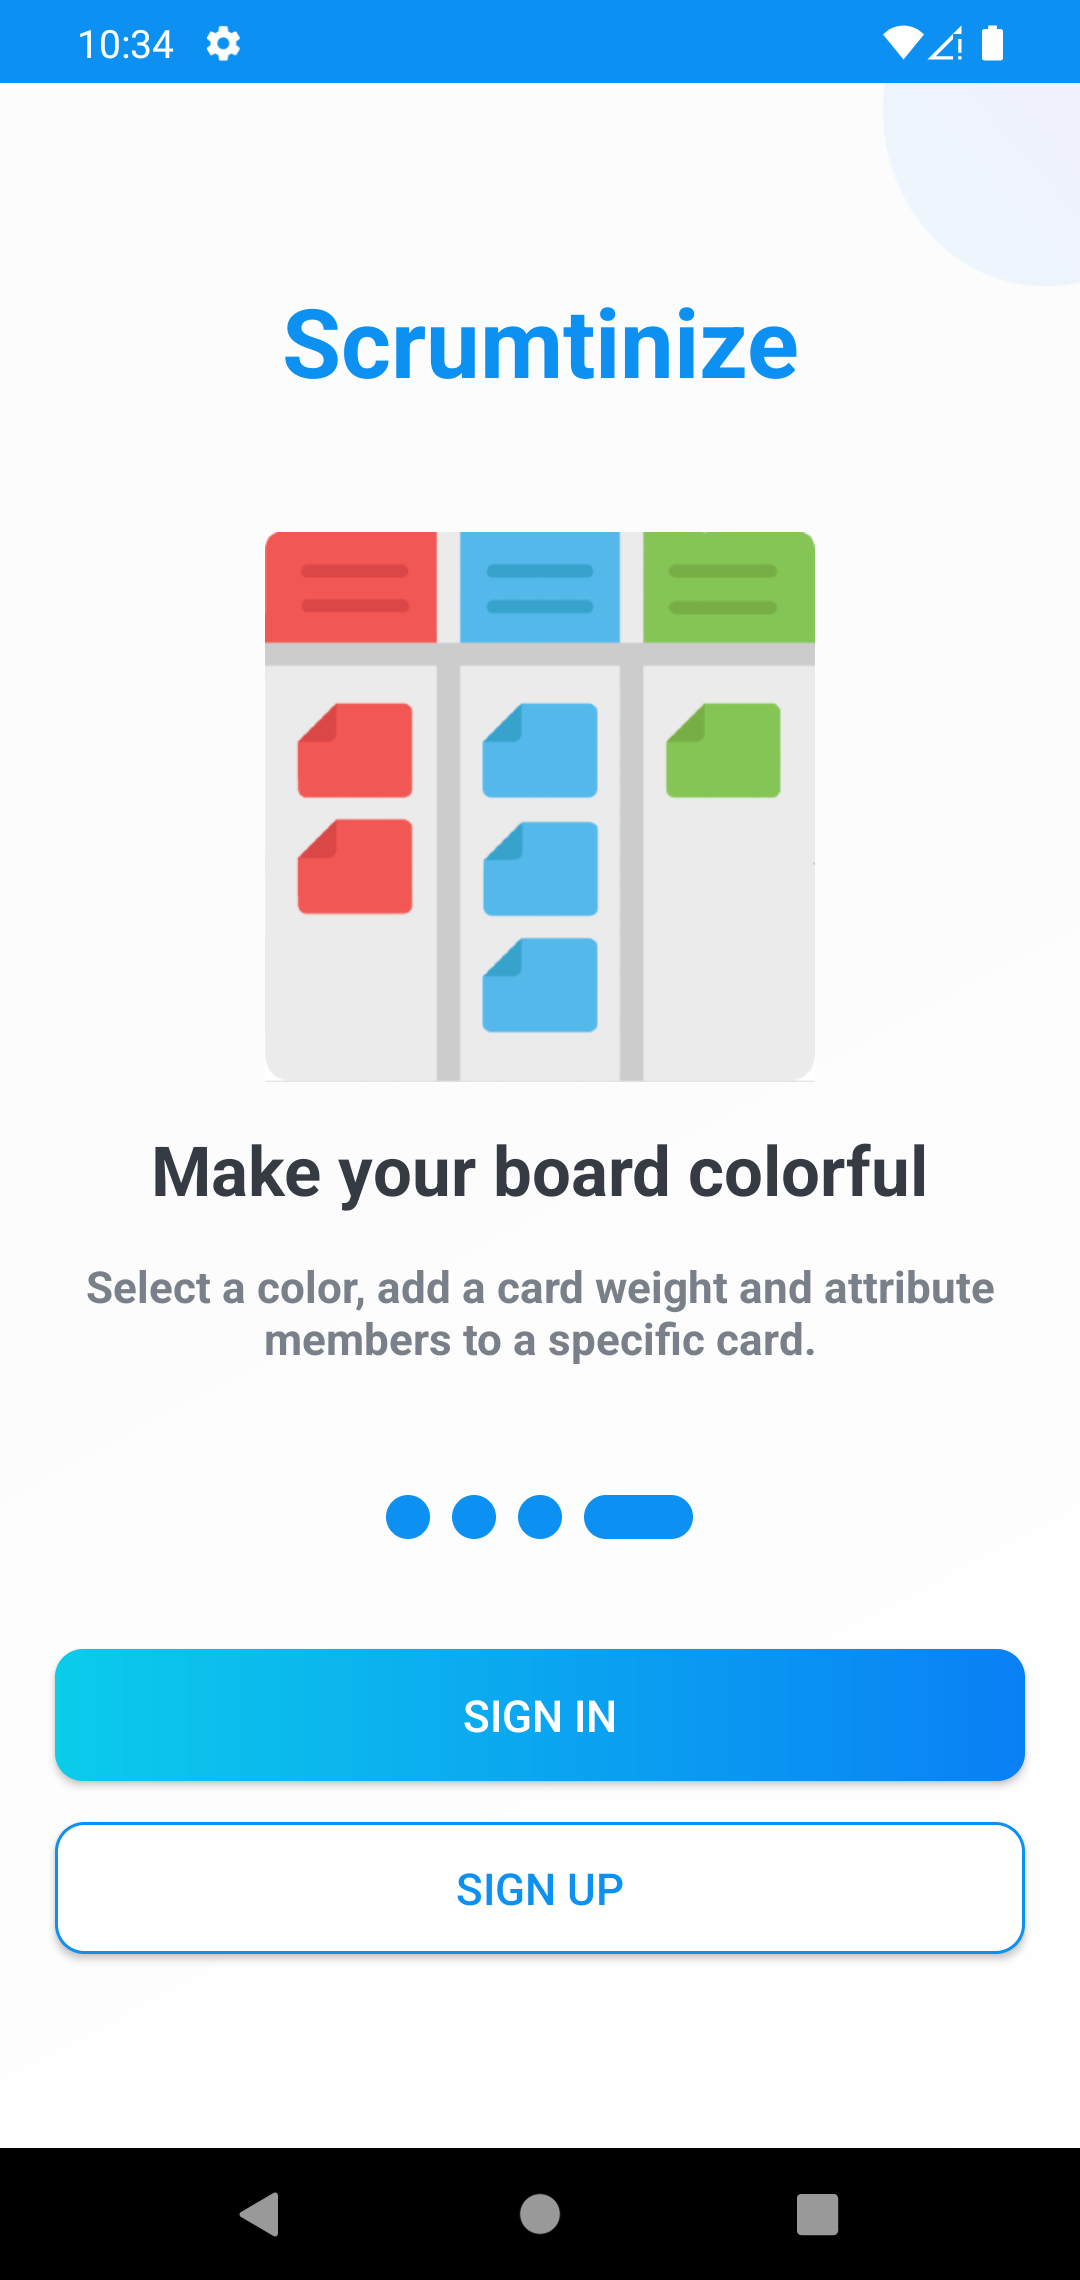 10:34
Scrumtinize
Make your board colorful
Select a color, add a card weight and attribute
members to a specific card.
SIGN IN
SIGN UP